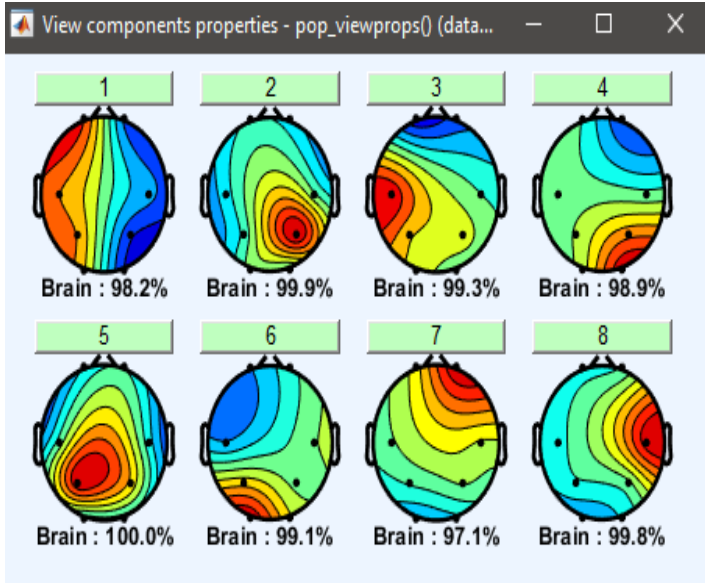 View components properties - pop_viewprops() (data...
1 2 3 4
Brain : 98.2% Brain : 99.9% Brain : 99.3% Brain : 98.9%
5 6 7 8
Brain : 100.0% Brain : 99.1% Brain : 97.1% Brain : 99.8%